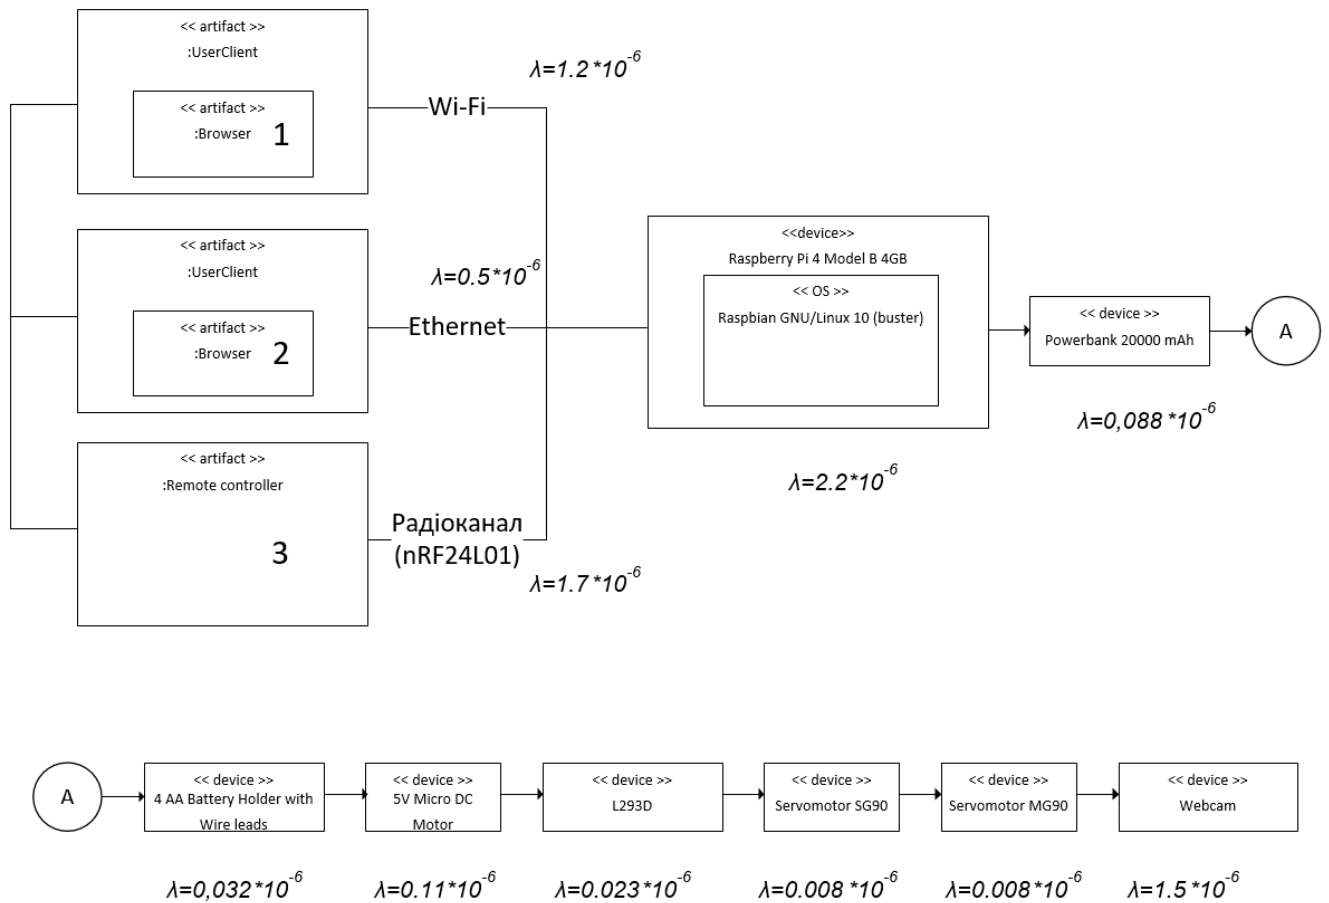 << artifact >>
:UserClient
<< artifact >>
:Browser 1
Wi-Fi
λ=1.2*10-6
<< artifact >>
:UserClient
<< artifact >>
:Browser 2
λ=0.5*10-6
Ethernet
<< artifact >>
:Remote controller
3
Радіоканал
(nRF24L01)
λ=1.7*10-6
<<device>>
Raspberry Pi 4 Model B 4GB
<< OS >>
Raspbian GNU/Linux 10 (buster)
λ=2.2*10-6
<< device >>
Powerbank 20000 mAh
λ=0,088*10-6
A
A
<< device >>
4 AA Battery Holder with
Wire leads
λ=0,032*10-6
<< device >>
5V Micro DC
Motor
λ=0.11*10-6
<< device >>
L293D
λ=0.023*10-6
<< device >>
Servomotor SG90
λ=0.008 *10-6
<< device >>
Servomotor MG90
λ=0.008*10-6
<< device >>
Webcam
λ=1.5*10-6